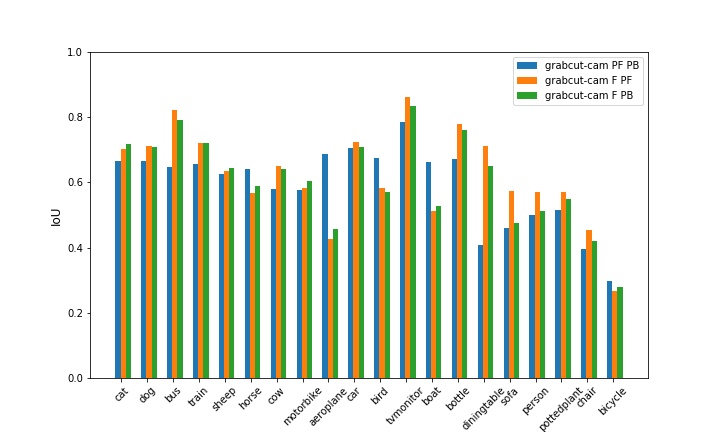 1.0
0.8
0.6
0.4
0.2
0.0
IoU
grabcut-cam PF PB
grabcut-cam F PF
grabcut-cam F PB
cat
dog
bus
train
sheep
horse
cow
motorbike
aeroplane
car
bird
tvmonitor
boat
bottle
diningtable
sofa
person
pottedplant
chair
bicycle